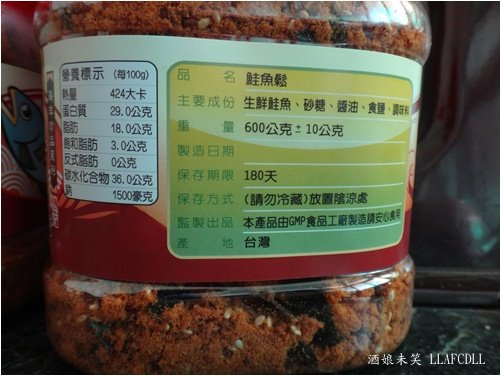 營養標示 (每100g)
熱量 424大卡
蛋白質 29.0公克
脂肪 18.0公克
飽和脂肪 3.0公克
反式脂肪 0公克
碳水化合物 36.0公克
鈉 1500豪克
品名 鮭魚鬆
主要成份 生鮮鮭魚、砂糖、醬油、食鹽、調味
重量 600公克±10公克
製造日期
保存期限 180天
保存方式 (請勿冷藏)放置陰涼處
監製出品 本產品由GMP食品工廠製造請安心食用
產地 台灣
酒娘未笑 LLAFCDLL